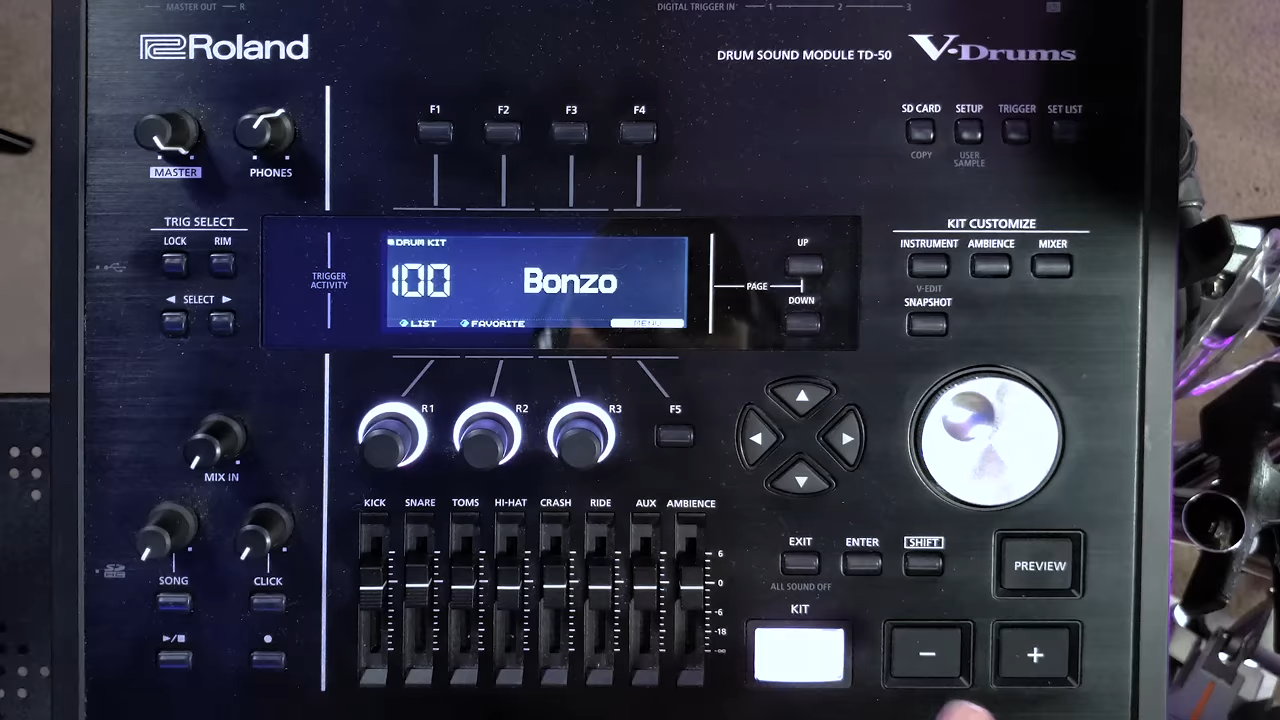 MASTER OUT R
DIGITAL TRIGGER IN 1 2 3
Roland
DRUM SOUND MODULE TD-50 V-Drums
F1 F2 F3 F4
SD CARD SETUP TRIGGER SET LIST
COPY USER SAMPLE
MASTER PHONES
TRIG SELECT
LOCK RIM
SELECT
TRIGGER ACTIVITY
DRUM KIT
100 Bonzo
LIST FAVORITE MENU
UP
PAGE
DOWN
KIT CUSTOMIZE
INSTRUMENT AMBIENCE MIXER
V-EDIT
SNAPSHOT
R1 R2 R3 F5
MIX IN
KICK SNARE TOMS HI-HAT CRASH RIDE AUX AMBIENCE
6
0
-6
-18
-∞
SONG CLICK
EXIT ENTER SHIFT
ALL SOUND OFF
PREVIEW
KIT
− +